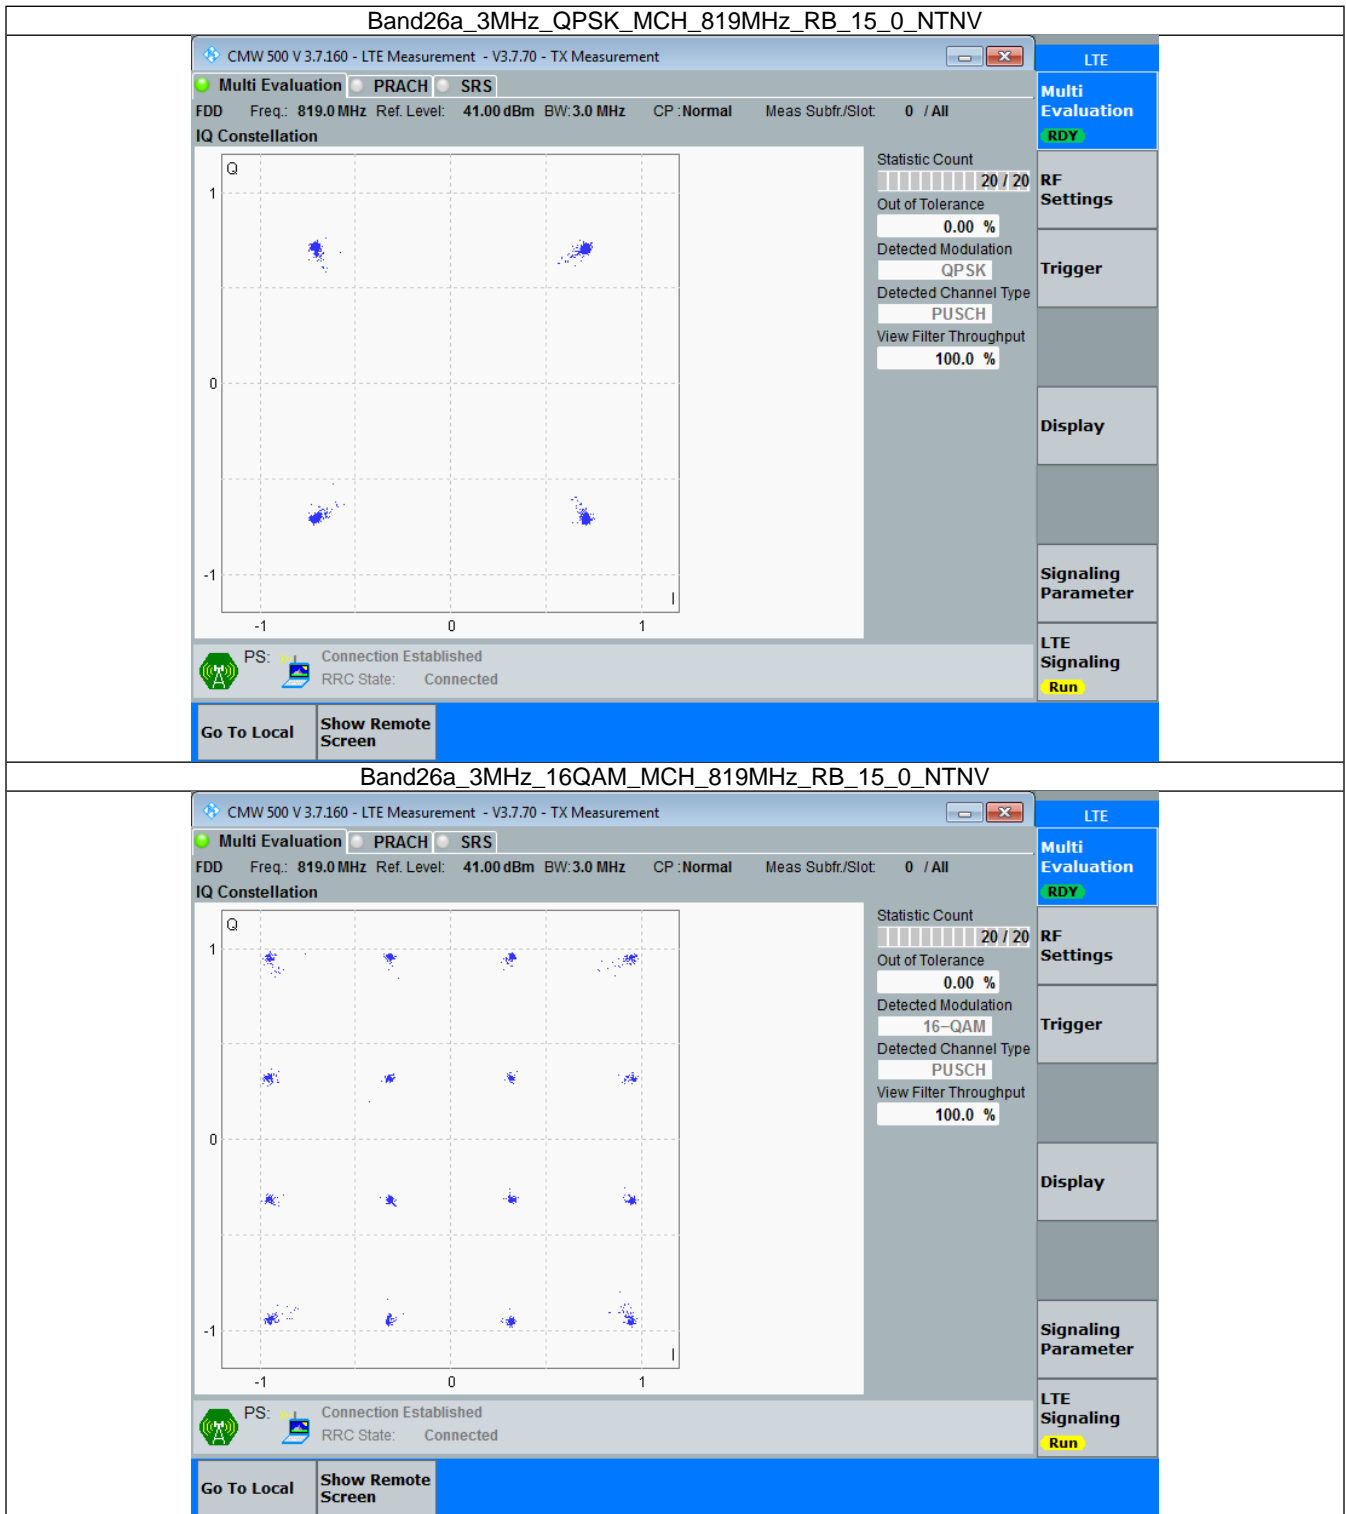 Band26a_3MHz_QPSK_MCH_819MHz_RB_15_0_NTNV
CMW 500 V 3.7.160 - LTE Measurement - V3.7.70 - TX Measurement
LTE
Multi Evaluation PRACH SRS
FDD Freq.: 819.0 MHz Ref. Level: 41.00 dBm BW: 3.0 MHz CP : Normal Meas Subfr./Slot: 0 / All
IQ Constellation
Q
1
0
-1
I
-1 0 1
Statistic Count
20 / 20
Out of Tolerance
0.00 %
Detected Modulation
QPSK
Detected Channel Type
PUSCH
View Filter Throughput
100.0 %
Multi
Evaluation
RDY
RF
Settings
Trigger
Display
Signaling
Parameter
LTE
Signaling
Run
PS: Connection Established
RRC State: Connected
Go To Local
Show Remote
Screen
Band26a_3MHz_16QAM_MCH_819MHz_RB_15_0_NTNV
CMW 500 V 3.7.160 - LTE Measurement - V3.7.70 - TX Measurement
LTE
Multi Evaluation PRACH SRS
FDD Freq.: 819.0 MHz Ref. Level: 41.00 dBm BW: 3.0 MHz CP : Normal Meas Subfr./Slot: 0 / All
IQ Constellation
Q
1
0
-1
I
-1 0 1
Statistic Count
20 / 20
Out of Tolerance
0.00 %
Detected Modulation
16-QAM
Detected Channel Type
PUSCH
View Filter Throughput
100.0 %
Multi
Evaluation
RDY
RF
Settings
Trigger
Display
Signaling
Parameter
LTE
Signaling
Run
PS: Connection Established
RRC State: Connected
Go To Local
Show Remote
Screen